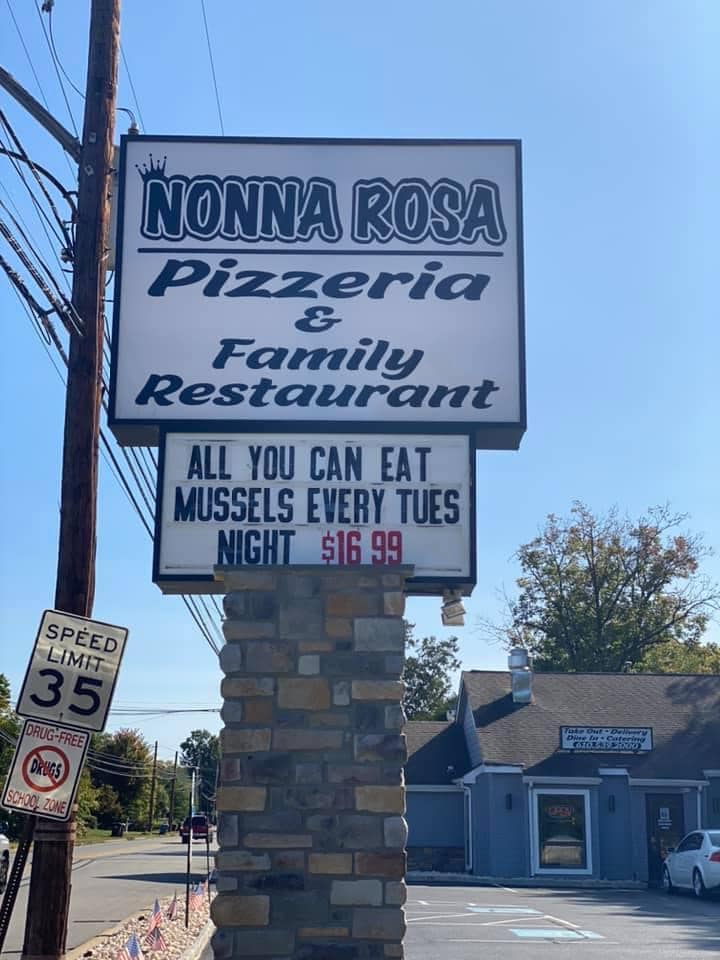 NONNA ROSA
Pizzeria
&
Family
Restaurant
ALL YOU CAN EAT
MUSSELS EVERY TUES
NIGHT $16 99
SPEED
LIMIT
35
DRUG-FREE
DRUGS
SCHOOL ZONE
Take Out - Delivery
Dine In - Catering
OPEN